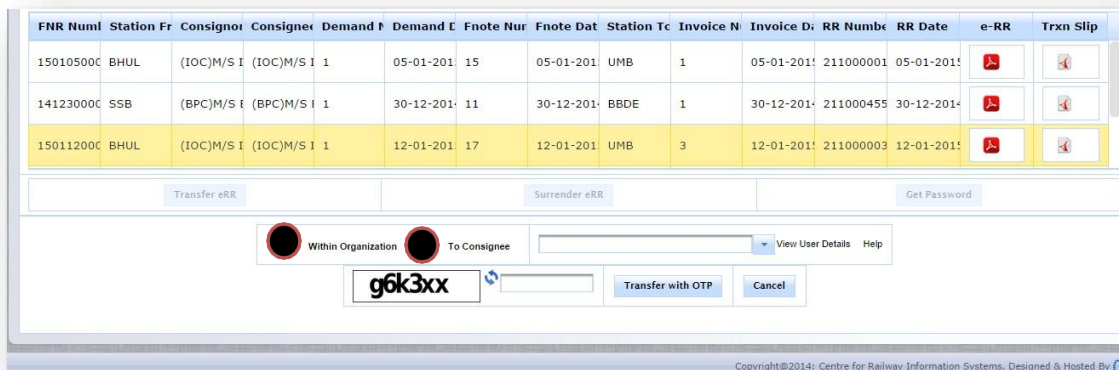 FNR Numl Station Fr Consignor Consignee Demand N Demand D Fnote Nur Fnote Dat Station To Invoice N Invoice Da RR Numbe RR Date e-RR Trxn Slip
150105000 BHUL (IOC)M/S I (IOC)M/S I 1 05-01-201 15 05-01-201 UMB 1 05-01-2015 211000001 05-01-2015
141230000 SSB (BPC)M/S (BPC)M/S 1 30-12-201 11 30-12-201 BBDE 1 30-12-201 211000455 30-12-2014
150112000 BHUL (IOC)M/S I (IOC)M/S I 1 12-01-201 17 12-01-201 UMB 3 12-01-2015 211000003 12-01-2015
Transfer eRR Surrender eRR Get Password
Within Organization To Consignee View User Details Help
g6k3xx Transfer with OTP Cancel
Copyright@2014: Centre for Railway Information Systems, Designed & Hosted By